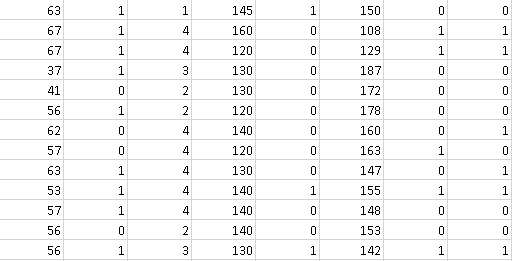 63 1 1 145 1 150 0 0
67 1 4 160 0 108 1 1
67 1 4 120 0 129 1 1
37 1 3 130 0 187 0 0
41 0 2 130 0 172 0 0
56 1 2 120 0 178 0 0
62 0 4 140 0 160 0 1
57 0 4 120 0 163 1 0
63 1 4 130 0 147 0 1
53 1 4 140 1 155 1 1
57 1 4 140 0 148 0 0
56 0 2 140 0 153 0 0
56 1 3 130 1 142 1 1